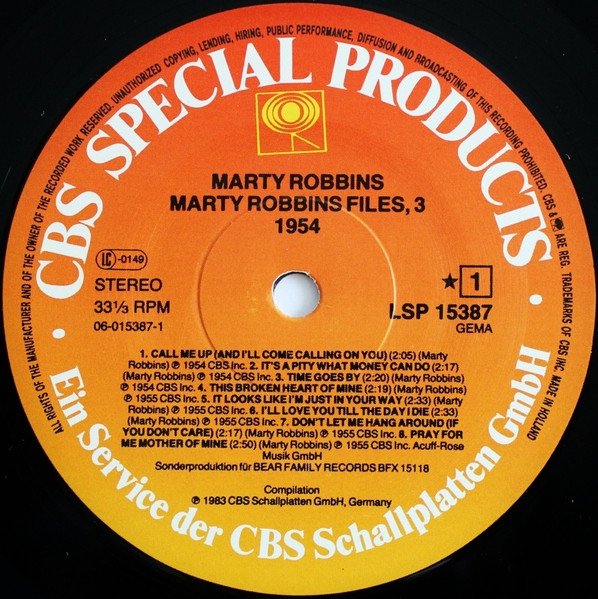 ALL RIGHTS OF THE MANUFACTURER AND OF THE OWNER OF THE RECORDED WORK RESERVED. UNAUTHORIZED COPYING, LENDING, HIRING, PUBLIC PERFORMANCE, DIFFUSION AND BROADCASTING OF THIS RECORDING PROHIBITED. CBS & ARE REG. TRADEMARKS OF CBS INC. MADE IN HOLLAND
· CBS SPECIAL PRODUCTS ·
MARTY ROBBINS
MARTY ROBBINS FILES, 3
1954
LC -0149
STEREO
33⅓ RPM
06-015387-1
★ 1
LSP 15387
GEMA
1. CALL ME UP (AND I'LL COME CALLING ON YOU) (2:05) (Marty
Robbins) ℗ 1954 CBS Inc. 2. IT'S A PITY WHAT MONEY CAN DO (2:17)
(Marty Robbins) ℗ 1954 CBS Inc. 3. TIME GOES BY (2:20) (Marty Robbins)
℗ 1954 CBS Inc. 4. THIS BROKEN HEART OF MINE (2:19) (Marty Robbins)
℗ 1955 CBS Inc. 5. IT LOOKS LIKE I'M JUST IN YOUR WAY (2:33) (Marty
Robbins) ℗ 1955 CBS Inc. 6. I'LL LOVE YOU TILL THE DAY I DIE (2:33)
(Marty Robbins) ℗ 1955 CBS Inc. 7. DON'T LET ME HANG AROUND (IF
YOU DON'T CARE) (2:17) (Marty Robbins) ℗ 1955 CBS Inc. 8. PRAY FOR
ME MOTHER OF MINE (2:50) (Marty Robbins) ℗ 1955 CBS Inc. Acuff-Rose
Musik GmbH
Sonderproduktion für BEAR FAMILY RECORDS BFX 15118
Compilation
℗ 1983 CBS Schallplatten GmbH, Germany
Ein Service der CBS Schallplatten GmbH